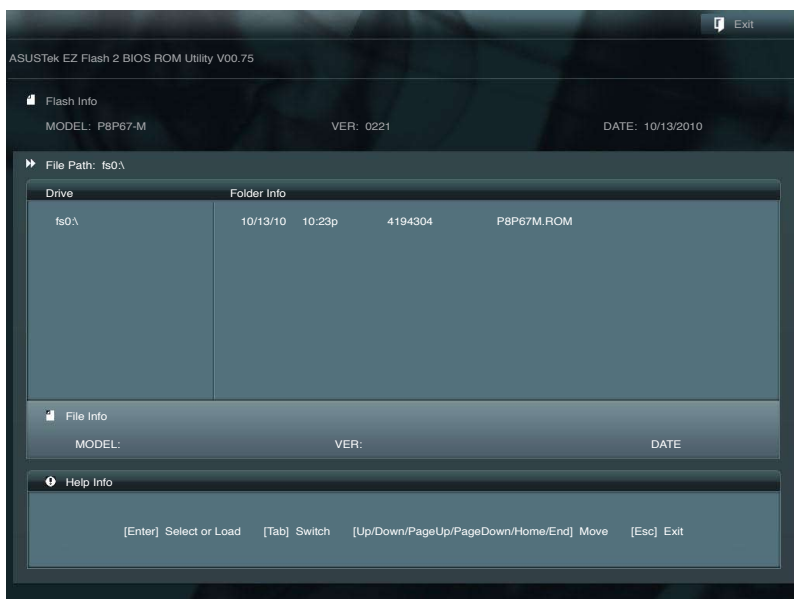 Exit
ASUSTek EZ Flash 2 BIOS ROM Utility V00.75
Flash Info
MODEL: P8P67-M VER: 0221 DATE: 10/13/2010
File Path: fs0:\
Drive Folder Info
fs0:\ 10/13/10 10:23p 4194304 P8P67M.ROM
File Info
MODEL: VER: DATE
Help Info
[Enter] Select or Load [Tab] Switch [Up/Down/PageUp/PageDown/Home/End] Move [Esc] Exit